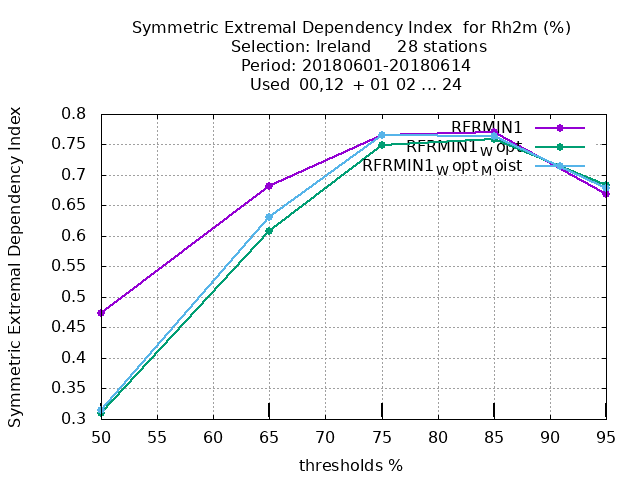 Symmetric Extremal Dependency Index  for Rh2m (%)
Selection: Ireland     28 stations
Period: 20180601-20180614
Used  00,12  + 01 02 ... 24
Symmetric Extremal Dependency Index
0.8
0.75
0.7
0.65
0.6
0.55
0.5
0.45
0.4
0.35
0.3
RFRMIN1
RFRMIN1_W opt
RFRMIN1_W opt_M oist
50 55 60 65 70 75 80 85 90 95
thresholds %